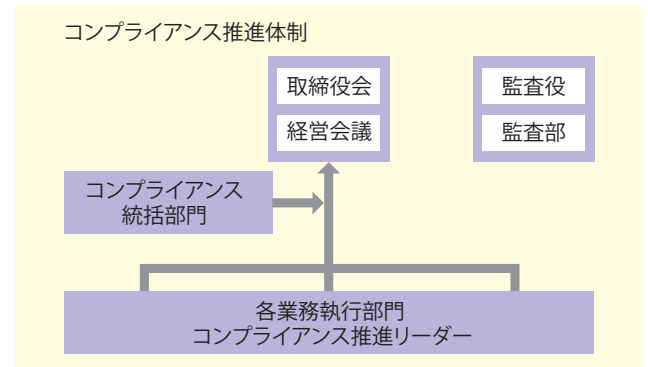 コンプライアンス推進体制
取締役会
経営会議
監査役
監査部
コンプライアンス
統括部門
各業務執行部門
コンプライアンス推進リーダー